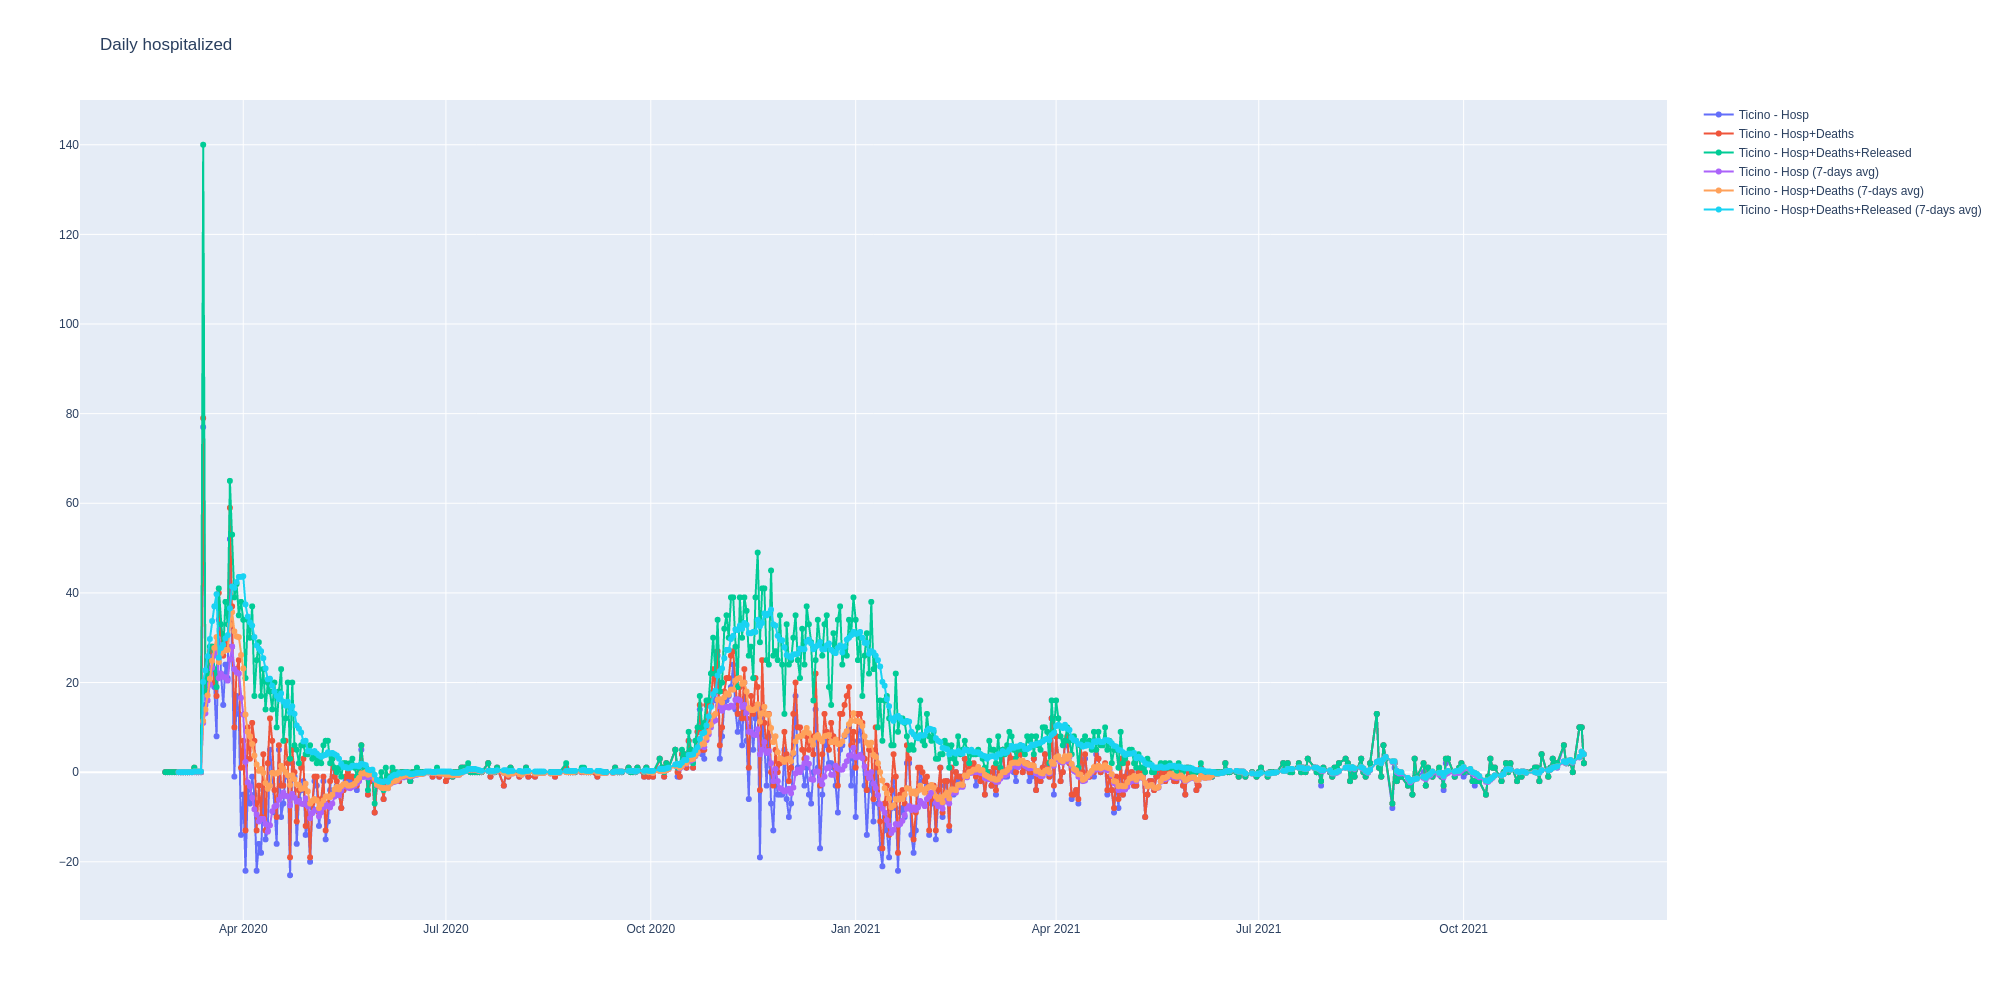 Daily hospitalized
Ticino - Hosp
Ticino - Hosp+Deaths
Ticino - Hosp+Deaths+Released
Ticino - Hosp (7-days avg)
Ticino - Hosp+Deaths (7-days avg)
Ticino - Hosp+Deaths+Released (7-days avg)
140
120
100
80
60
40
20
0
−20
Apr 2020
Jul 2020
Oct 2020
Jan 2021
Apr 2021
Jul 2021
Oct 2021